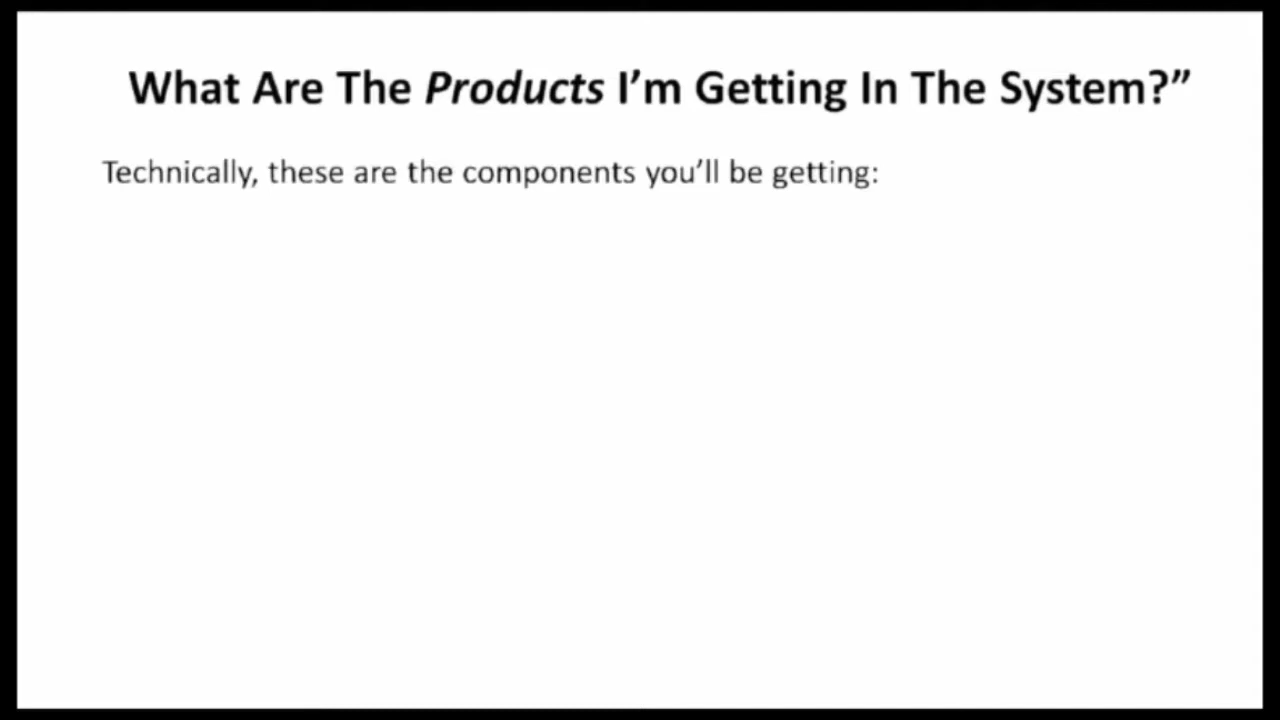 What Are The Products I’m Getting In The System?”
Technically, these are the components you’ll be getting: